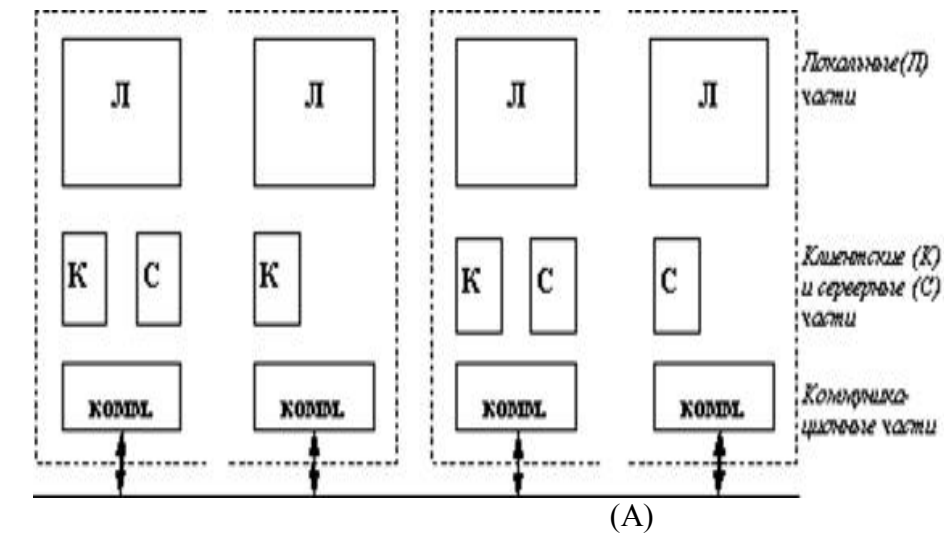 Л Л Л Л
Локальные(Л)
части
К С К К С С
Клиентские (К)
и серверные (С)
части
комм. комм. комм. комм.
Коммуника-
ционные части
(А)